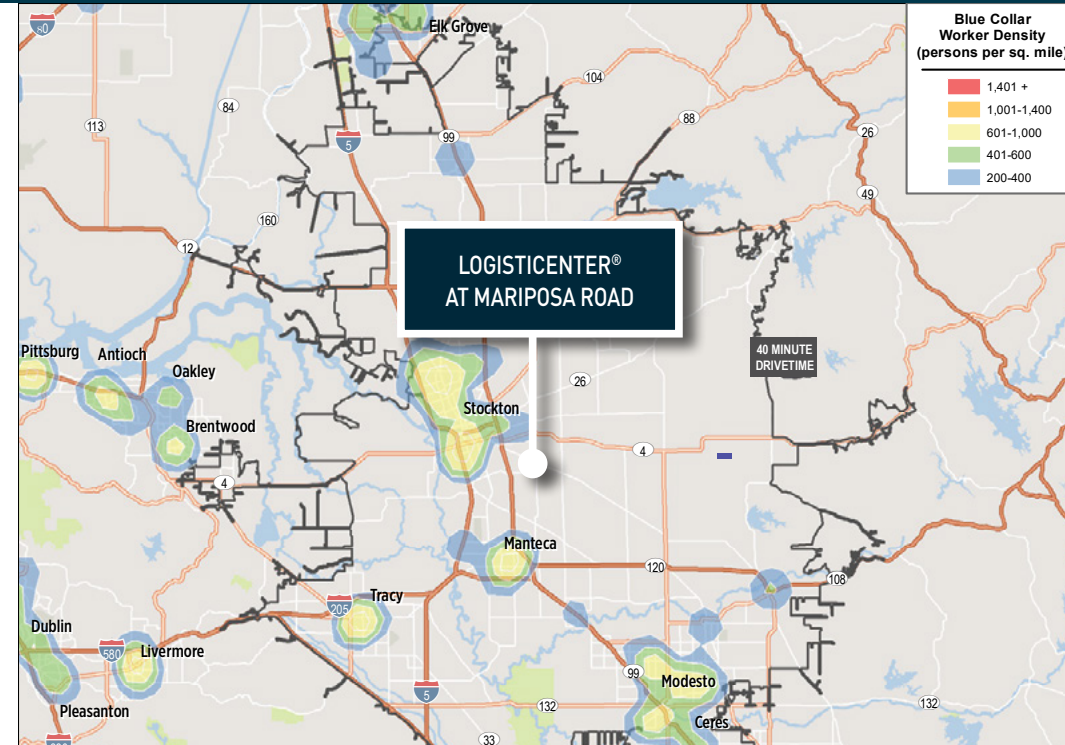 Blue Collar
Worker Density
(persons per sq. mile)
1,401 +
1,001-1,400
601-1,000
401-600
200-400
80
Elk Grove
104
84
113
99
88
5
26
49
160
12
LOGISTICENTER®
AT MARIPOSA ROAD
40 MINUTE
DRIVETIME
Pittsburg
Antioch
Oakley
26
Stockton
Brentwood
4
4
Manteca
120
108
Tracy
205
Dublin
580
Livermore
99
Modesto
5
Pleasanton
132
132
Ceres
33